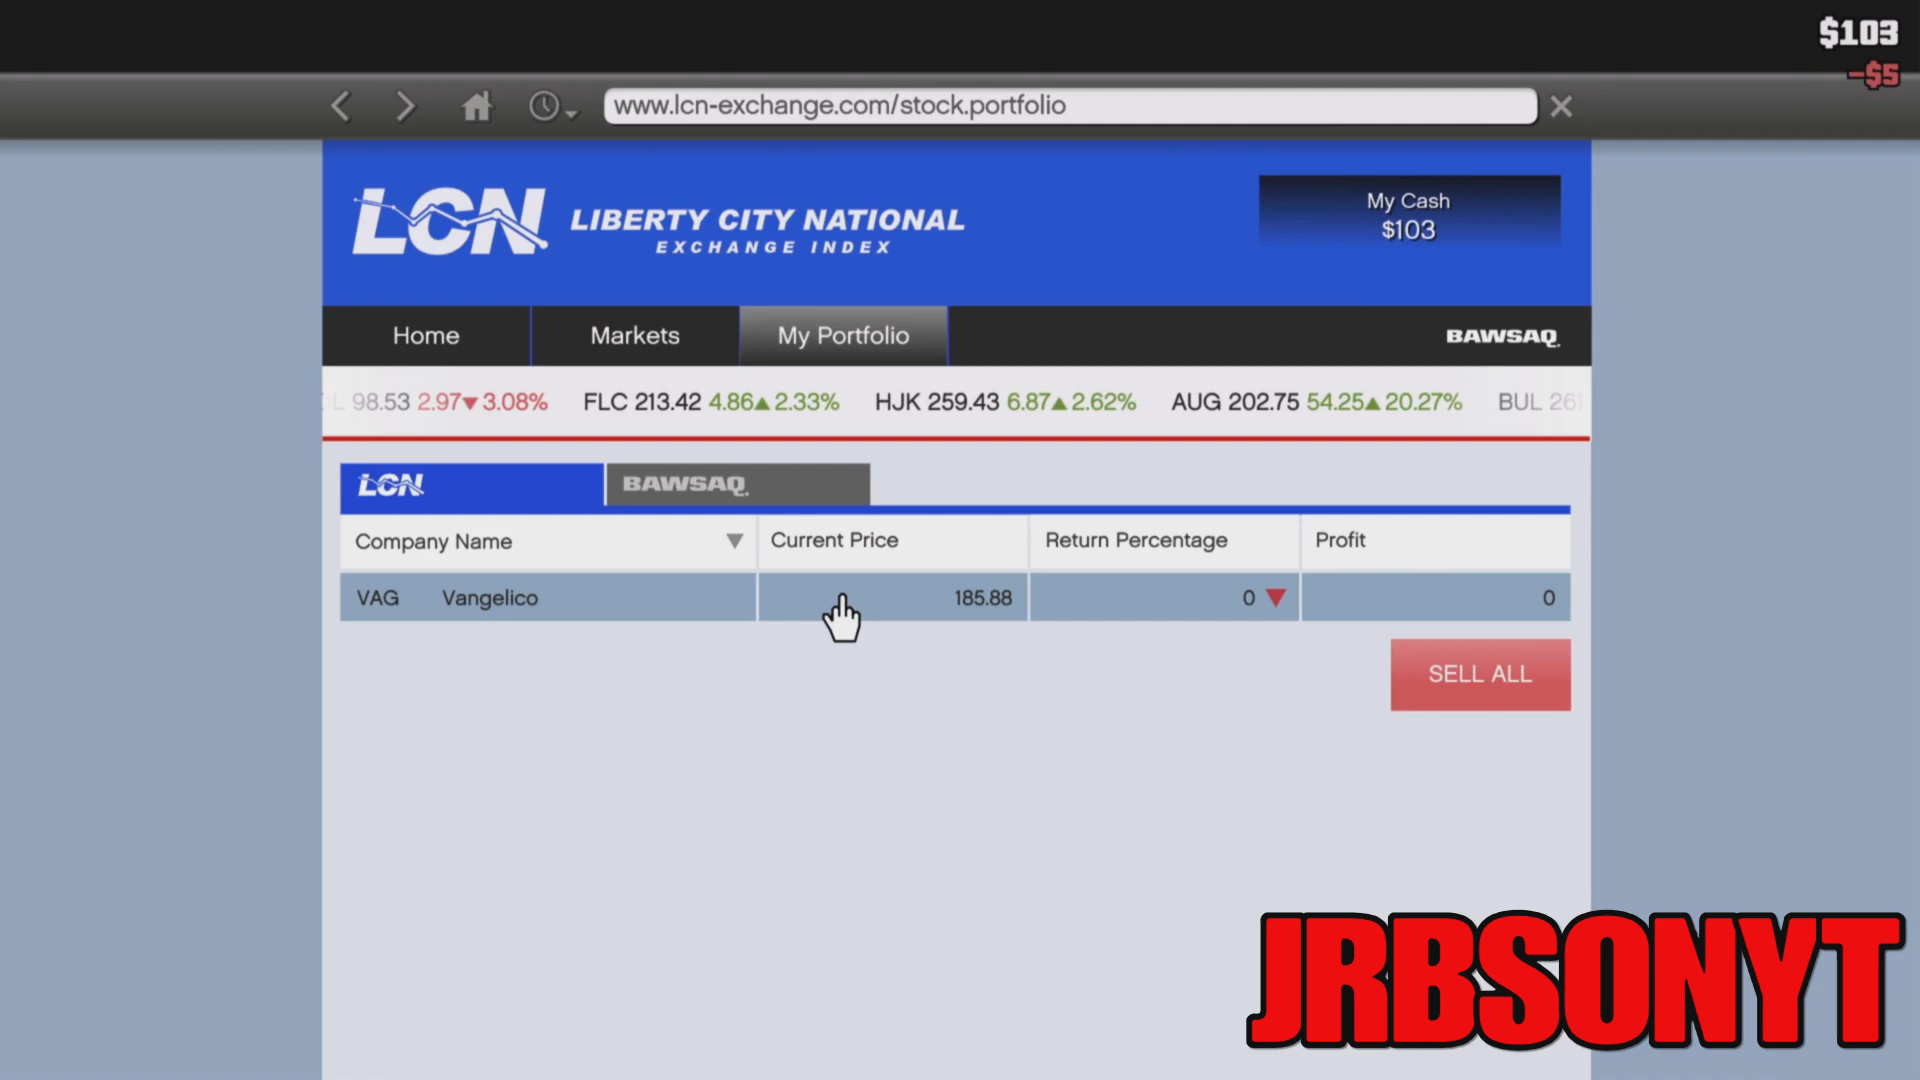 $103
-$5
www.lcn-exchange.com/stock.portfolio
LCN LIBERTY CITY NATIONAL
EXCHANGE INDEX
My Cash
$103
Home Markets My Portfolio BAWSAQ.
L 98.53 2.97▼3.08% FLC 213.42 4.86▲2.33% HJK 259.43 6.87▲2.62% AUG 202.75 54.25▲20.27% BUL 261
LCN BAWSAQ.
Company Name ▼ Current Price Return Percentage Profit
VAG Vangelico 185.88 0 ▼ 0
SELL ALL
JRBSONYT